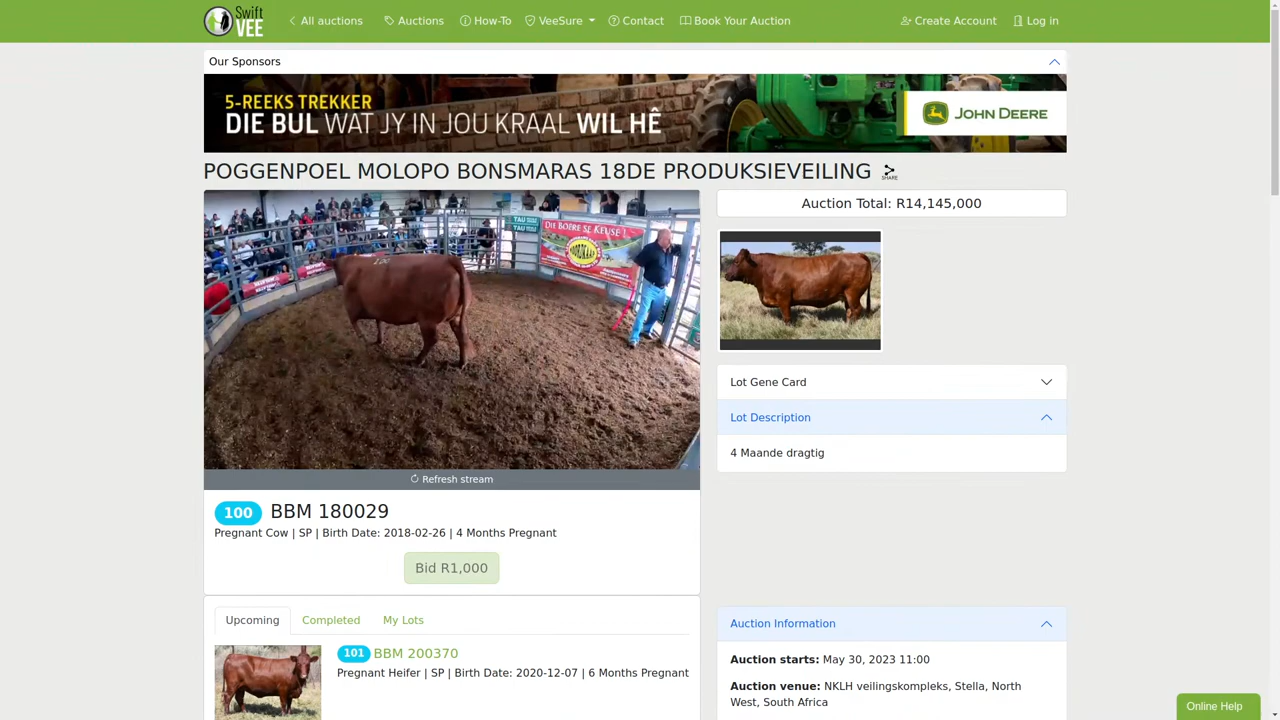 Swift
VEE
All auctions
Auctions
How-To
VeeSure
Contact
Book Your Auction
Create Account
Log in
Our Sponsors
5-REEKS TREKKER
DIE BUL WAT JY IN JOU KRAAL WIL HÊ
JOHN DEERE
POGGENPOEL MOLOPO BONSMARAS 18DE PRODUKSIEVEILING
SHARE
Auction Total: R14,145,000
TAU
TAU
DIE BOERE SE KEUSE!
NOORDKAAP
Refresh stream
Lot Gene Card
Lot Description
4 Maande dragtig
100 BBM 180029
Pregnant Cow | SP | Birth Date: 2018-02-26 | 4 Months Pregnant
Bid R1,000
Upcoming
Completed
My Lots
101 BBM 200370
Pregnant Heifer | SP | Birth Date: 2020-12-07 | 6 Months Pregnant
Auction Information
Auction starts: May 30, 2023 11:00
Auction venue: NKLH veilingskompleks, Stella, North
West, South Africa
Online Help